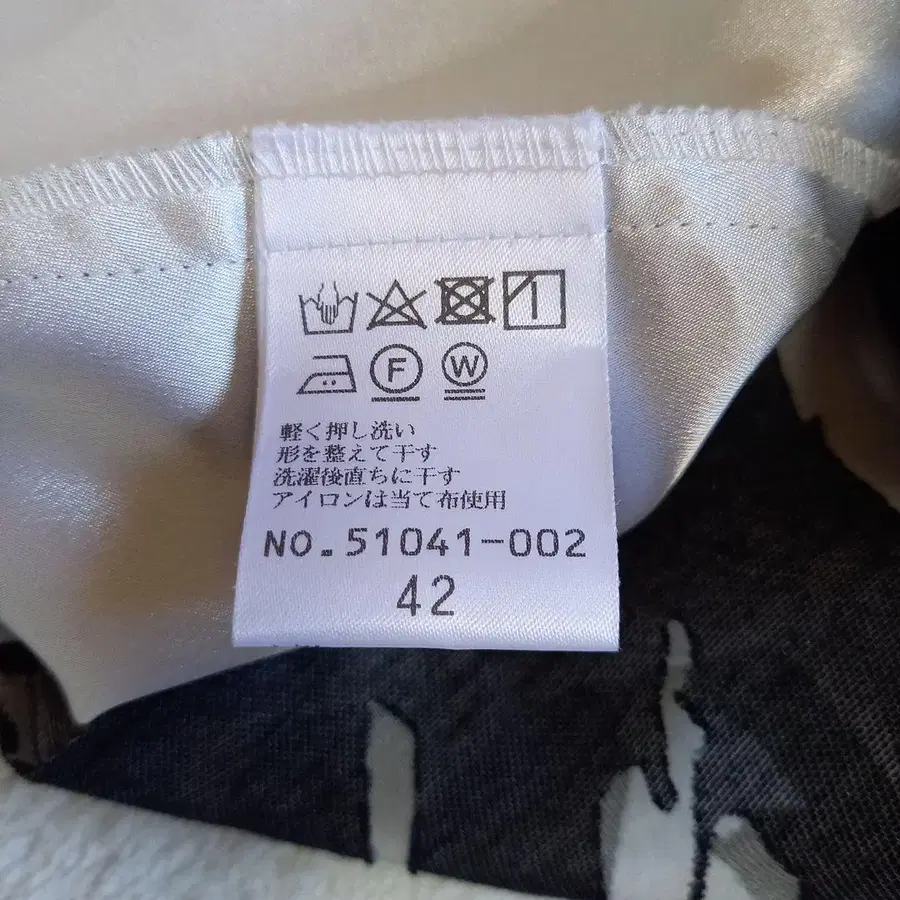 F W
軽く押し洗い
形を整えて干す
洗濯後直ちに干す
アイロンは当て布使用
NO.51041-002
42